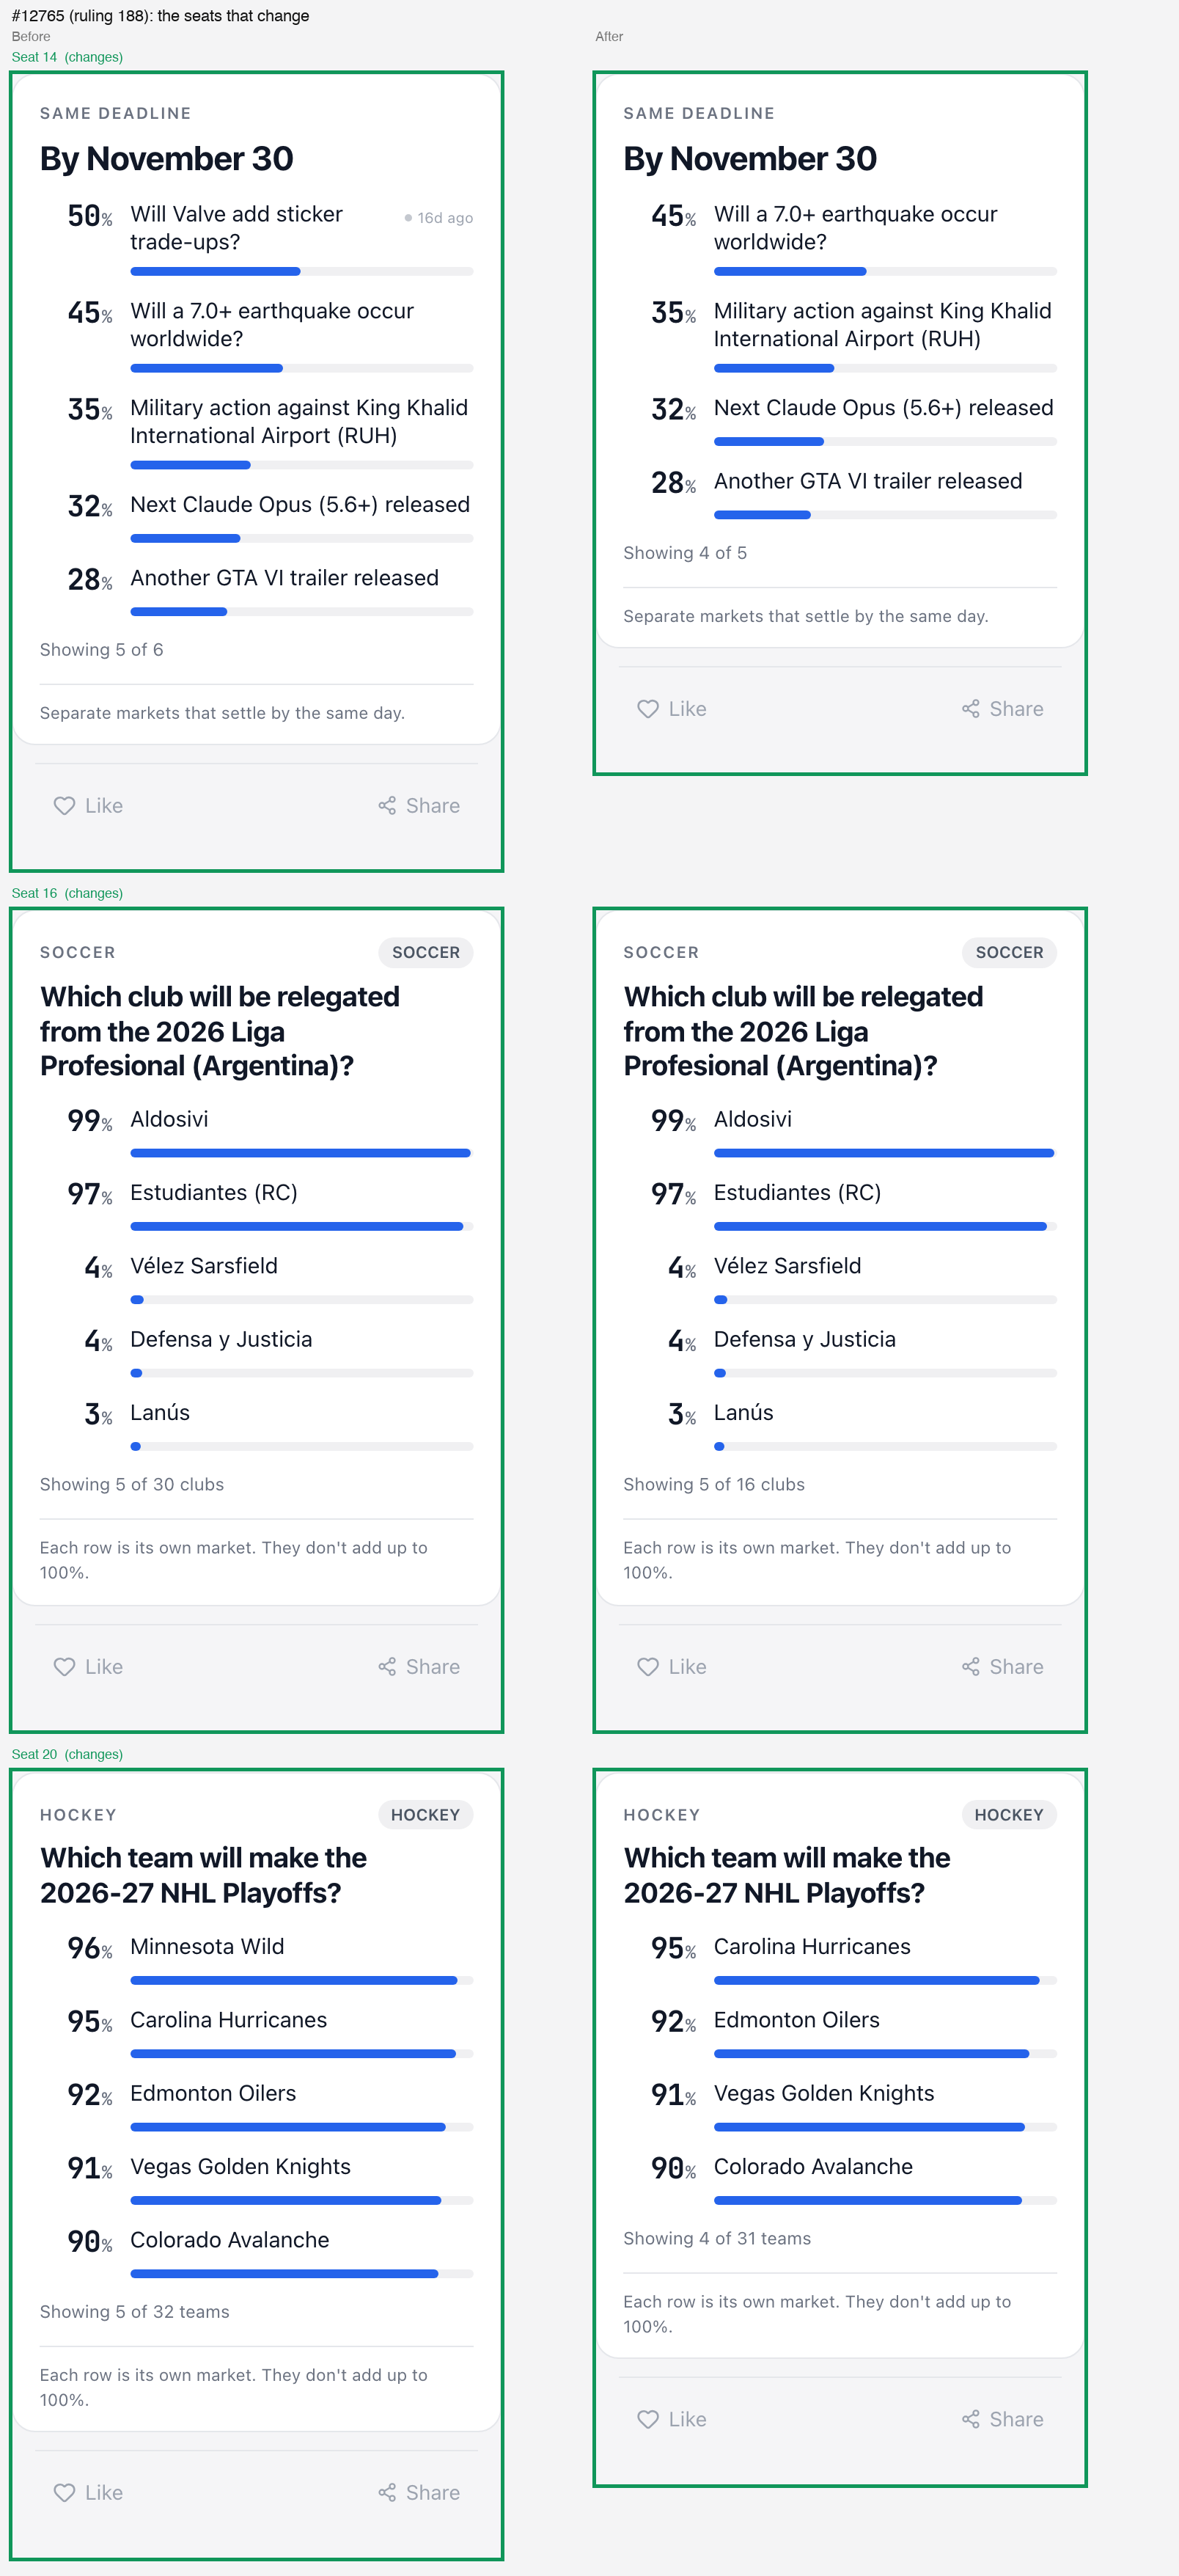 #12765 (ruling 188): the seats that change
Before
After
Seat 14 (changes)
SAME DEADLINE
By November 30
50%
Will Valve add sticker
trade-ups?
16d ago
45%
Will a 7.0+ earthquake occur
worldwide?
35%
Military action against King Khalid
International Airport (RUH)
32%
Next Claude Opus (5.6+) released
28%
Another GTA VI trailer released
Showing 5 of 6
Separate markets that settle by the same day.
Like
Share
SAME DEADLINE
By November 30
45%
Will a 7.0+ earthquake occur
worldwide?
35%
Military action against King Khalid
International Airport (RUH)
32%
Next Claude Opus (5.6+) released
28%
Another GTA VI trailer released
Showing 4 of 5
Separate markets that settle by the same day.
Like
Share
Seat 16 (changes)
SOCCER
SOCCER
Which club will be relegated
from the 2026 Liga
Profesional (Argentina)?
99%
Aldosivi
97%
Estudiantes (RC)
4%
Vélez Sarsfield
4%
Defensa y Justicia
3%
Lanús
Showing 5 of 30 clubs
Each row is its own market. They don't add up to
100%.
Like
Share
SOCCER
SOCCER
Which club will be relegated
from the 2026 Liga
Profesional (Argentina)?
99%
Aldosivi
97%
Estudiantes (RC)
4%
Vélez Sarsfield
4%
Defensa y Justicia
3%
Lanús
Showing 5 of 16 clubs
Each row is its own market. They don't add up to
100%.
Like
Share
Seat 20 (changes)
HOCKEY
HOCKEY
Which team will make the
2026-27 NHL Playoffs?
96%
Minnesota Wild
95%
Carolina Hurricanes
92%
Edmonton Oilers
91%
Vegas Golden Knights
90%
Colorado Avalanche
Showing 5 of 32 teams
Each row is its own market. They don't add up to
100%.
Like
Share
HOCKEY
HOCKEY
Which team will make the
2026-27 NHL Playoffs?
95%
Carolina Hurricanes
92%
Edmonton Oilers
91%
Vegas Golden Knights
90%
Colorado Avalanche
Showing 4 of 31 teams
Each row is its own market. They don't add up to
100%.
Like
Share